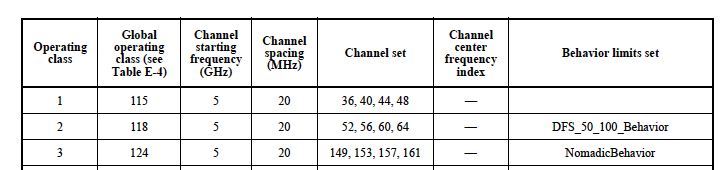 Operating class
Global operating class (see Table E-4)
Channel starting frequency (GHz)
Channel spacing (MHz)
Channel set
Channel center frequency index
Behavior limits set
1 115 5 20 36, 40, 44, 48 —
2 118 5 20 52, 56, 60, 64 — DFS_50_100_Behavior
3 124 5 20 149, 153, 157, 161 — NomadicBehavior